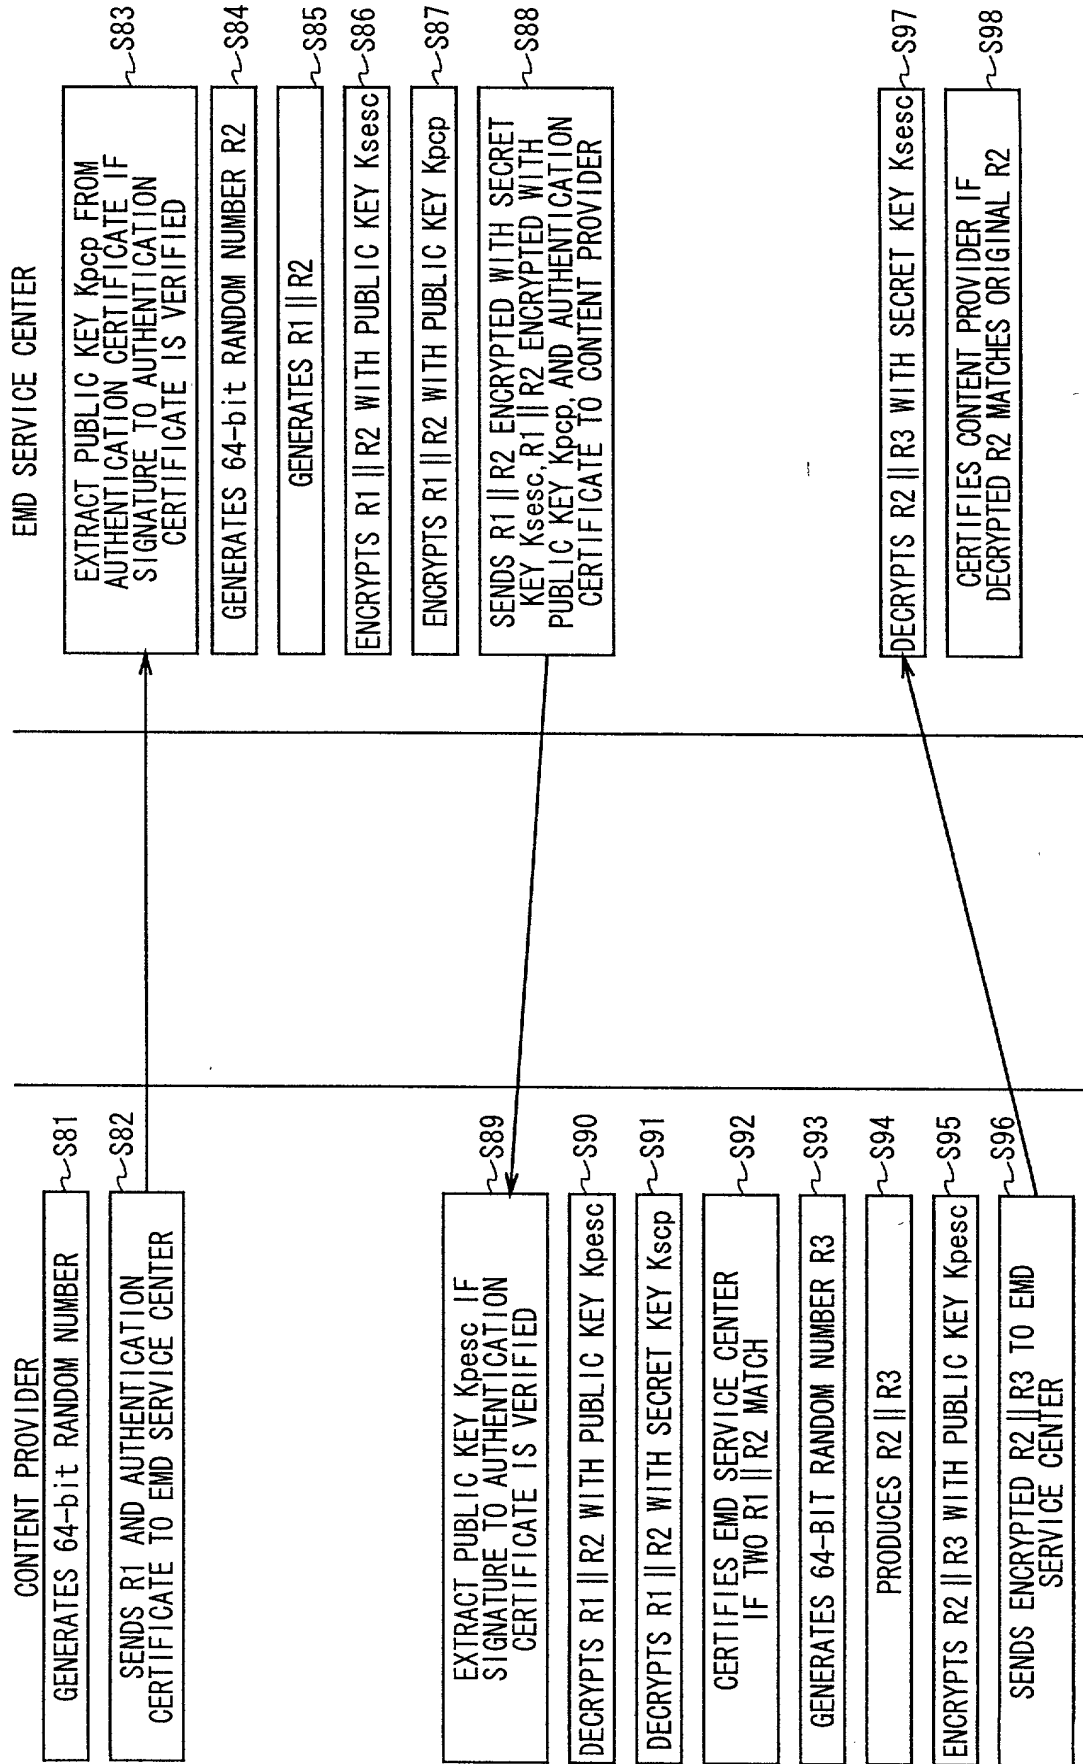 CONTENT PROVIDER
GENERATES 64-bit RANDOM NUMBER
S81
SENDS R1 AND AUTHENTICATION
CERTIFICATE TO EMD SERVICE CENTER
S82
EXTRACT PUBLIC KEY Kpesc IF
SIGNATURE TO AUTHENTICATION
CERTIFICATE IS VERIFIED
S89
DECRYPTS R1 || R2 WITH PUBLIC KEY Kpesc
S90
DECRYPTS R1 || R2 WITH SECRET KEY Kscp
S91
CERTIFIES EMD SERVICE CENTER
IF TWO R1 || R2 MATCH
S92
GENERATES 64-BIT RANDOM NUMBER R3
S93
PRODUCES R2 || R3
S94
ENCRYPTS R2 || R3 WITH PUBLIC KEY Kpesc
S95
SENDS ENCRYPTED R2 || R3 TO EMD
SERVICE CENTER
S96
EMD SERVICE CENTER
EXTRACT PUBLIC KEY Kpcp FROM
AUTHENTICATION CERTIFICATE IF
SIGNATURE TO AUTHENTICATION
CERTIFICATE IS VERIFIED
S83
GENERATES 64-bit RANDOM NUMBER R2
S84
GENERATES R1 || R2
S85
ENCRYPTS R1 || R2 WITH PUBLIC KEY Ksesc
S86
ENCRYPTS R1 || R2 WITH PUBLIC KEY Kpcp
S87
SENDS R1 || R2 ENCRYPTED WITH SECRET
KEY Ksesc, R1 || R2 ENCRYPTED WITH
PUBLIC KEY Kpcp, AND AUTHENTICATION
CERTIFICATE TO CONTENT PROVIDER
S88
DECRYPTS R2 || R3 WITH SECRET KEY Ksesc
S97
CERTIFIES CONTENT PROVIDER IF
DECRYPTED R2 MATCHES ORIGINAL R2
S98